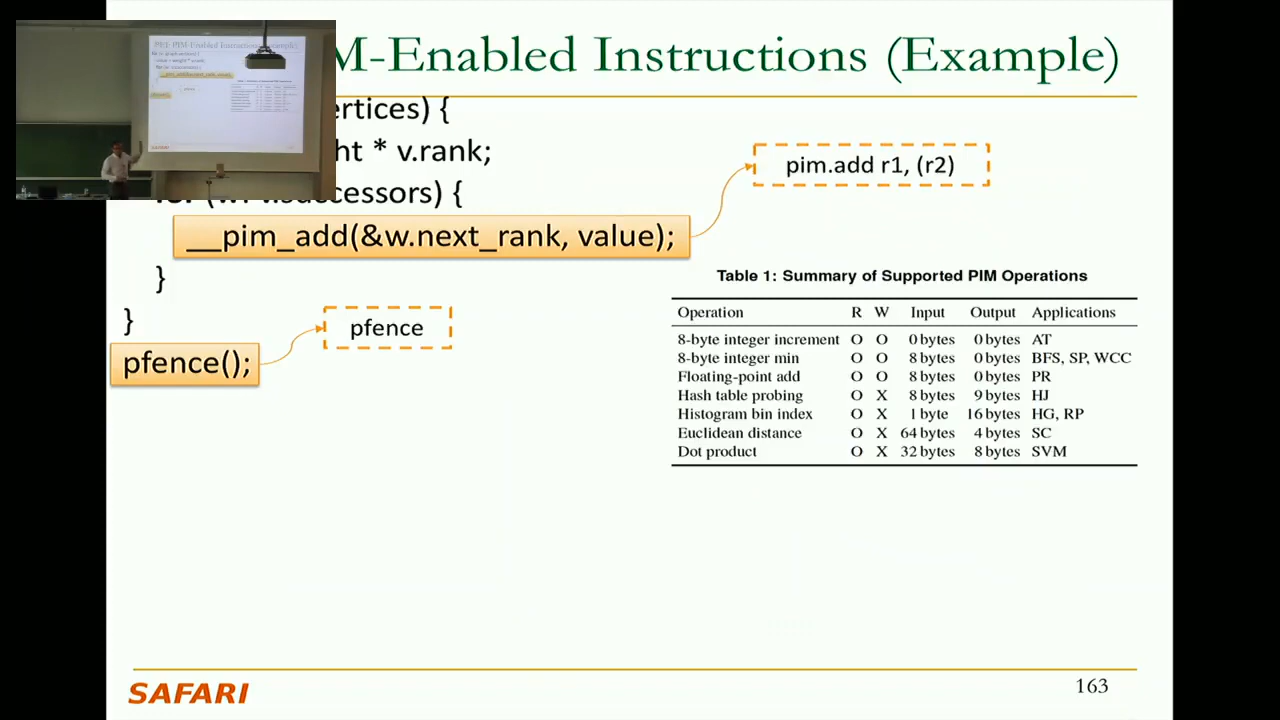 M-Enabled Instructions (Example)
ertices) {
ht * v.rank;
pim.add r1, (r2)
successors) {
__pim_add(&w.next_rank, value);
}
}
pfence
pfence();
Table 1: Summary of Supported PIM Operations
Operation R W Input Output Applications
8-byte integer increment O O 0 bytes 0 bytes AT
8-byte integer min O O 8 bytes 0 bytes BFS, SP, WCC
Floating-point add O O 8 bytes 0 bytes PR
Hash table probing O X 8 bytes 9 bytes HJ
Histogram bin index O X 1 byte 16 bytes HG, RP
Euclidean distance O X 64 bytes 4 bytes SC
Dot product O X 32 bytes 8 bytes SVM
SAFARI
163